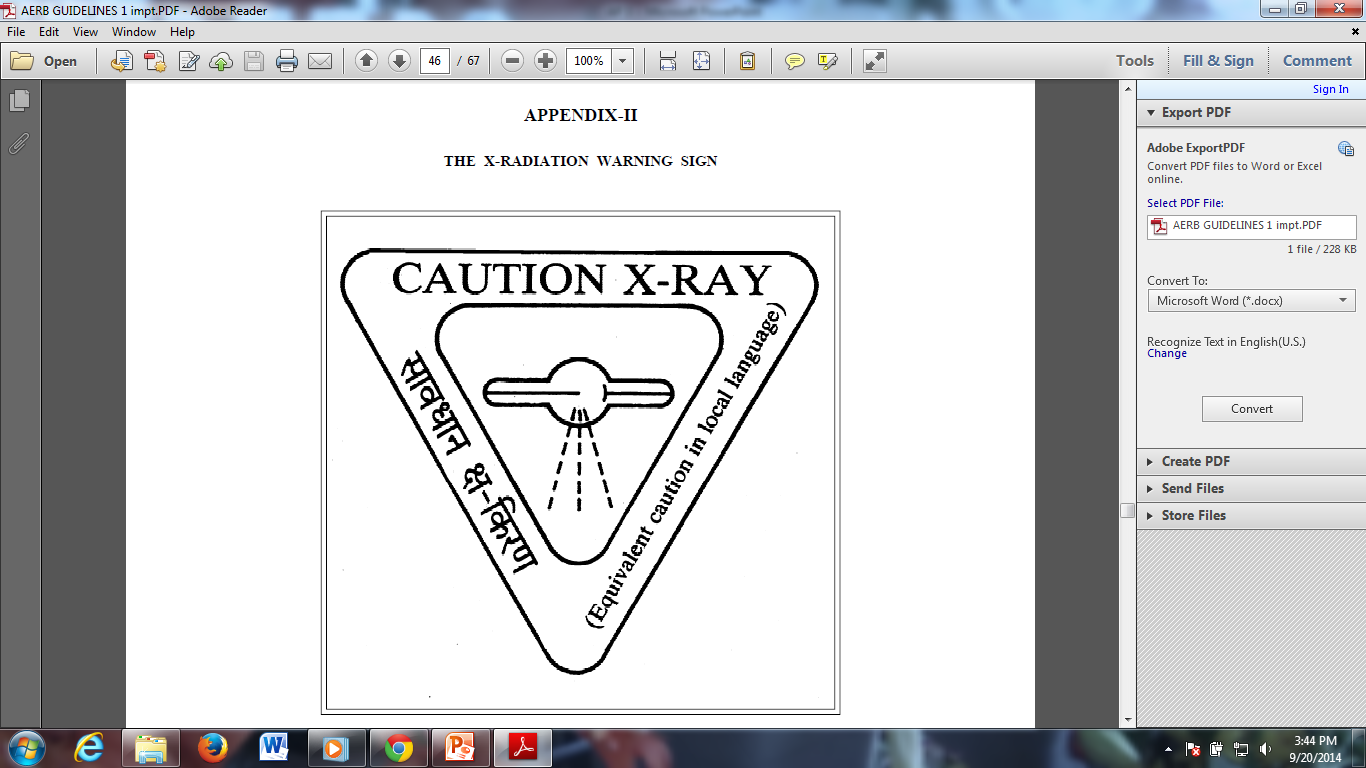 AERB GUIDELINES 1 impt.PDF - Adobe Reader
File Edit View Window Help
Open 46 / 67 100% Tools Fill & Sign Comment
Sign In
Export PDF
Adobe ExportPDF
Convert PDF files to Word or Excel
online.
Select PDF File:
AERB GUIDELINES 1 impt.PDF
1 file / 228 KB
Convert To:
Microsoft Word (*.docx)
Recognize Text in English(U.S.)
Change
Convert
Create PDF
Send Files
Store Files
APPENDIX-II
THE X-RADIATION WARNING SIGN
CAUTION X-RAY
सावधान क्ष-किरण
(Equivalent caution in local language)
3:44 PM
9/20/2014